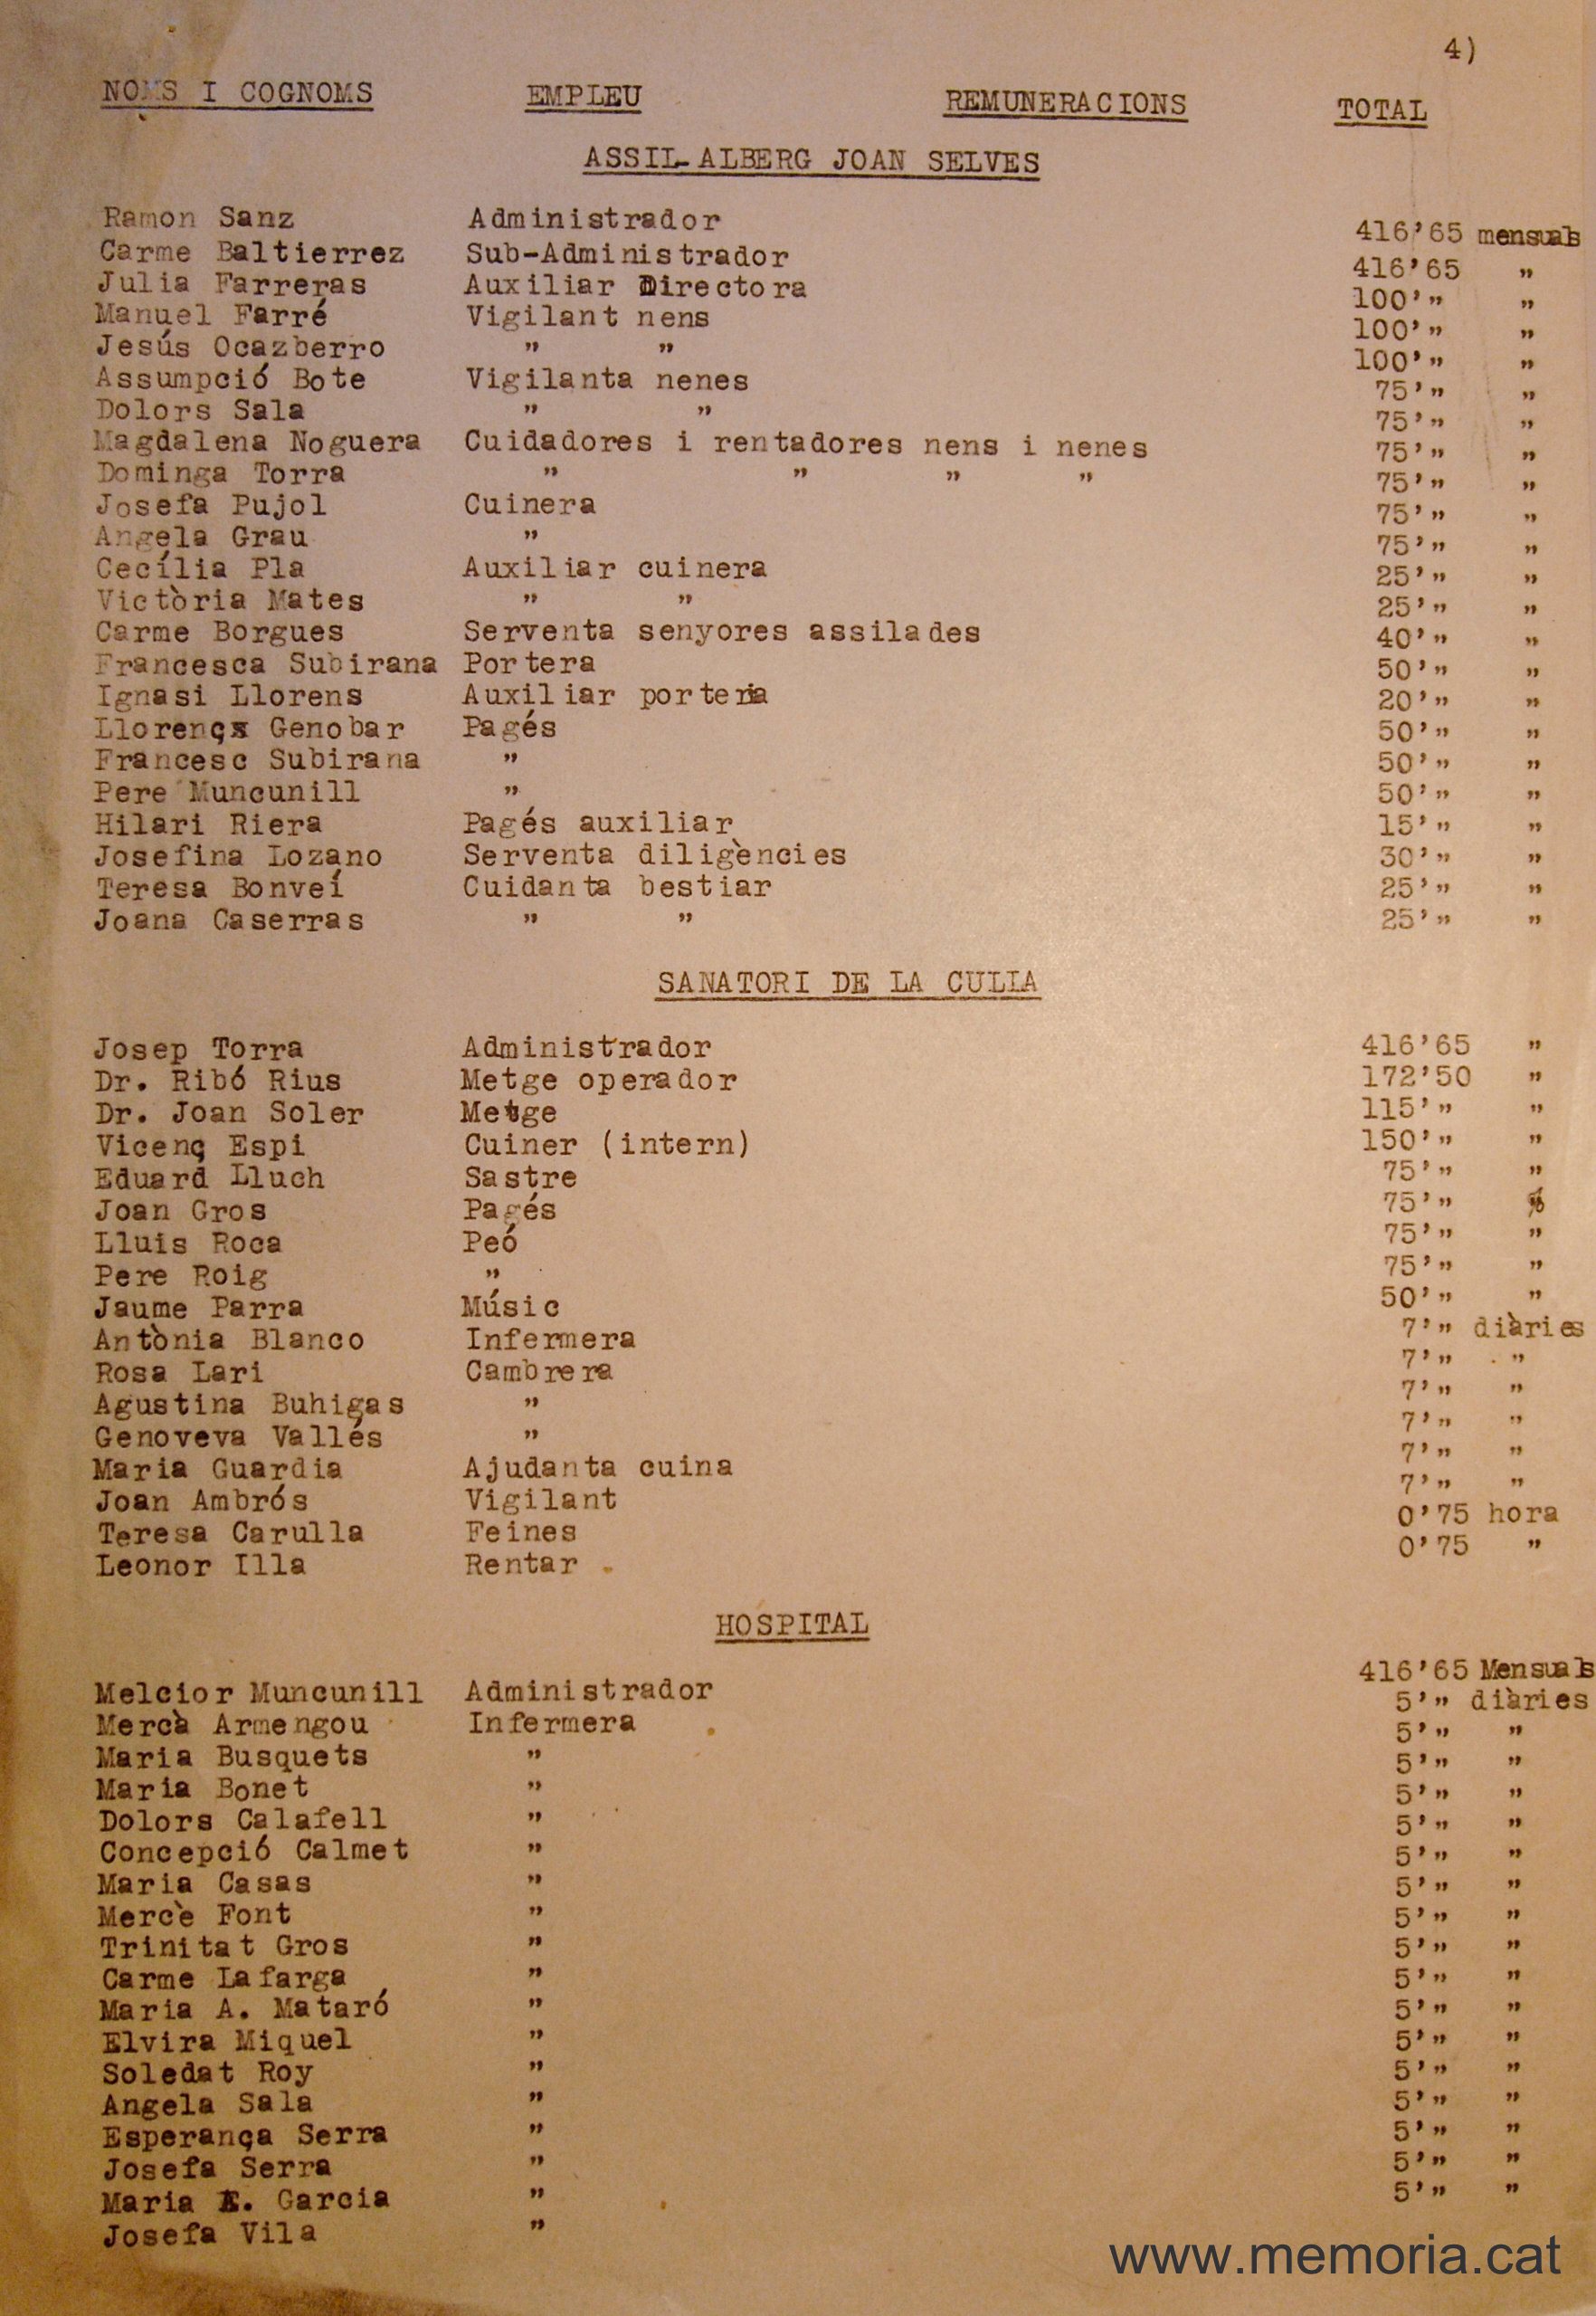 4)
NOMS I COGNOMS EMPLEU REMUNERACIONS TOTAL
ASSIL-ALBERG JOAN SELVES
Ramon Sanz Administrador 416'65 mensuals
Carme Baltierrez Sub-Administrador 416'65 "
Julia Farreras Auxiliar Directora 100'" "
Manuel Farré Vigilant nens 100'" "
Jesús Ocazberro " " 100'" "
Assumpció Bote Vigilanta nenes 75'" "
Dolors Sala " " 75'" "
Magdalena Noguera Cuidadores i rentadores nens i nenes 75'" "
Dominga Torra " " " " 75'" "
Josefa Pujol Cuinera 75'" "
Angela Grau " 75'" "
Cecília Pla Auxiliar cuinera 25'" "
Victòria Mates " " 25'" "
Carme Borgues Serventa senyores assilades 40'" "
Francesca Subirana Portera 50'" "
Ignasi Llorens Auxiliar porteria 20'" "
Llorençx Genobar Pagés 50'" "
Francesc Subirana " 50'" "
Pere Muncunill " 50'" "
Hilari Riera Pagés auxiliar 15'" "
Josefina Lozano Serventa diligències 30'" "
Teresa Bonveí Cuidanta bestiar 25'" "
Joana Caserras " " 25'" "
SANATORI DE LA CULLA
Josep Torra Administrador 416'65 "
Dr. Ribó Rius Metge operador 172'50 "
Dr. Joan Soler Metge 115'" "
Vicenç Espi Cuiner (intern) 150'" "
Eduard Lluch Sastre 75'" "
Joan Gros Pagés 75'" "
Lluis Roca Peó 75'" "
Pere Roig " 75'" "
Jaume Parra Músic 50'" "
Antònia Blanco Infermera 7'" diàries
Rosa Lari Cambrera 7'" "
Agustina Buhigas " 7'" "
Genoveva Vallés " 7'" "
Maria Guardia Ajudanta cuina 7'" "
Joan Ambrós Vigilant 7'" "
Teresa Carulla Feines 0'75 hora
Leonor Illa Rentar 0'75 "
HOSPITAL
Melcior Muncunill Administrador 416'65 Mensuals
Mercè Armengou Infermera 5'" diàries
Maria Busquets " 5'" "
Maria Bonet " 5'" "
Dolors Calafell " 5'" "
Concepció Calmet " 5'" "
Maria Casas " 5'" "
Mercè Font " 5'" "
Trinitat Gros " 5'" "
Carme Lafarga " 5'" "
Maria A. Mataró " 5'" "
Elvira Miquel " 5'" "
Soledat Roy " 5'" "
Angela Sala " 5'" "
Esperança Serra " 5'" "
Josefa Serra " 5'" "
Maria Garcia " 5'" "
Josefa Vila " 5'" "
www.memoria.cat